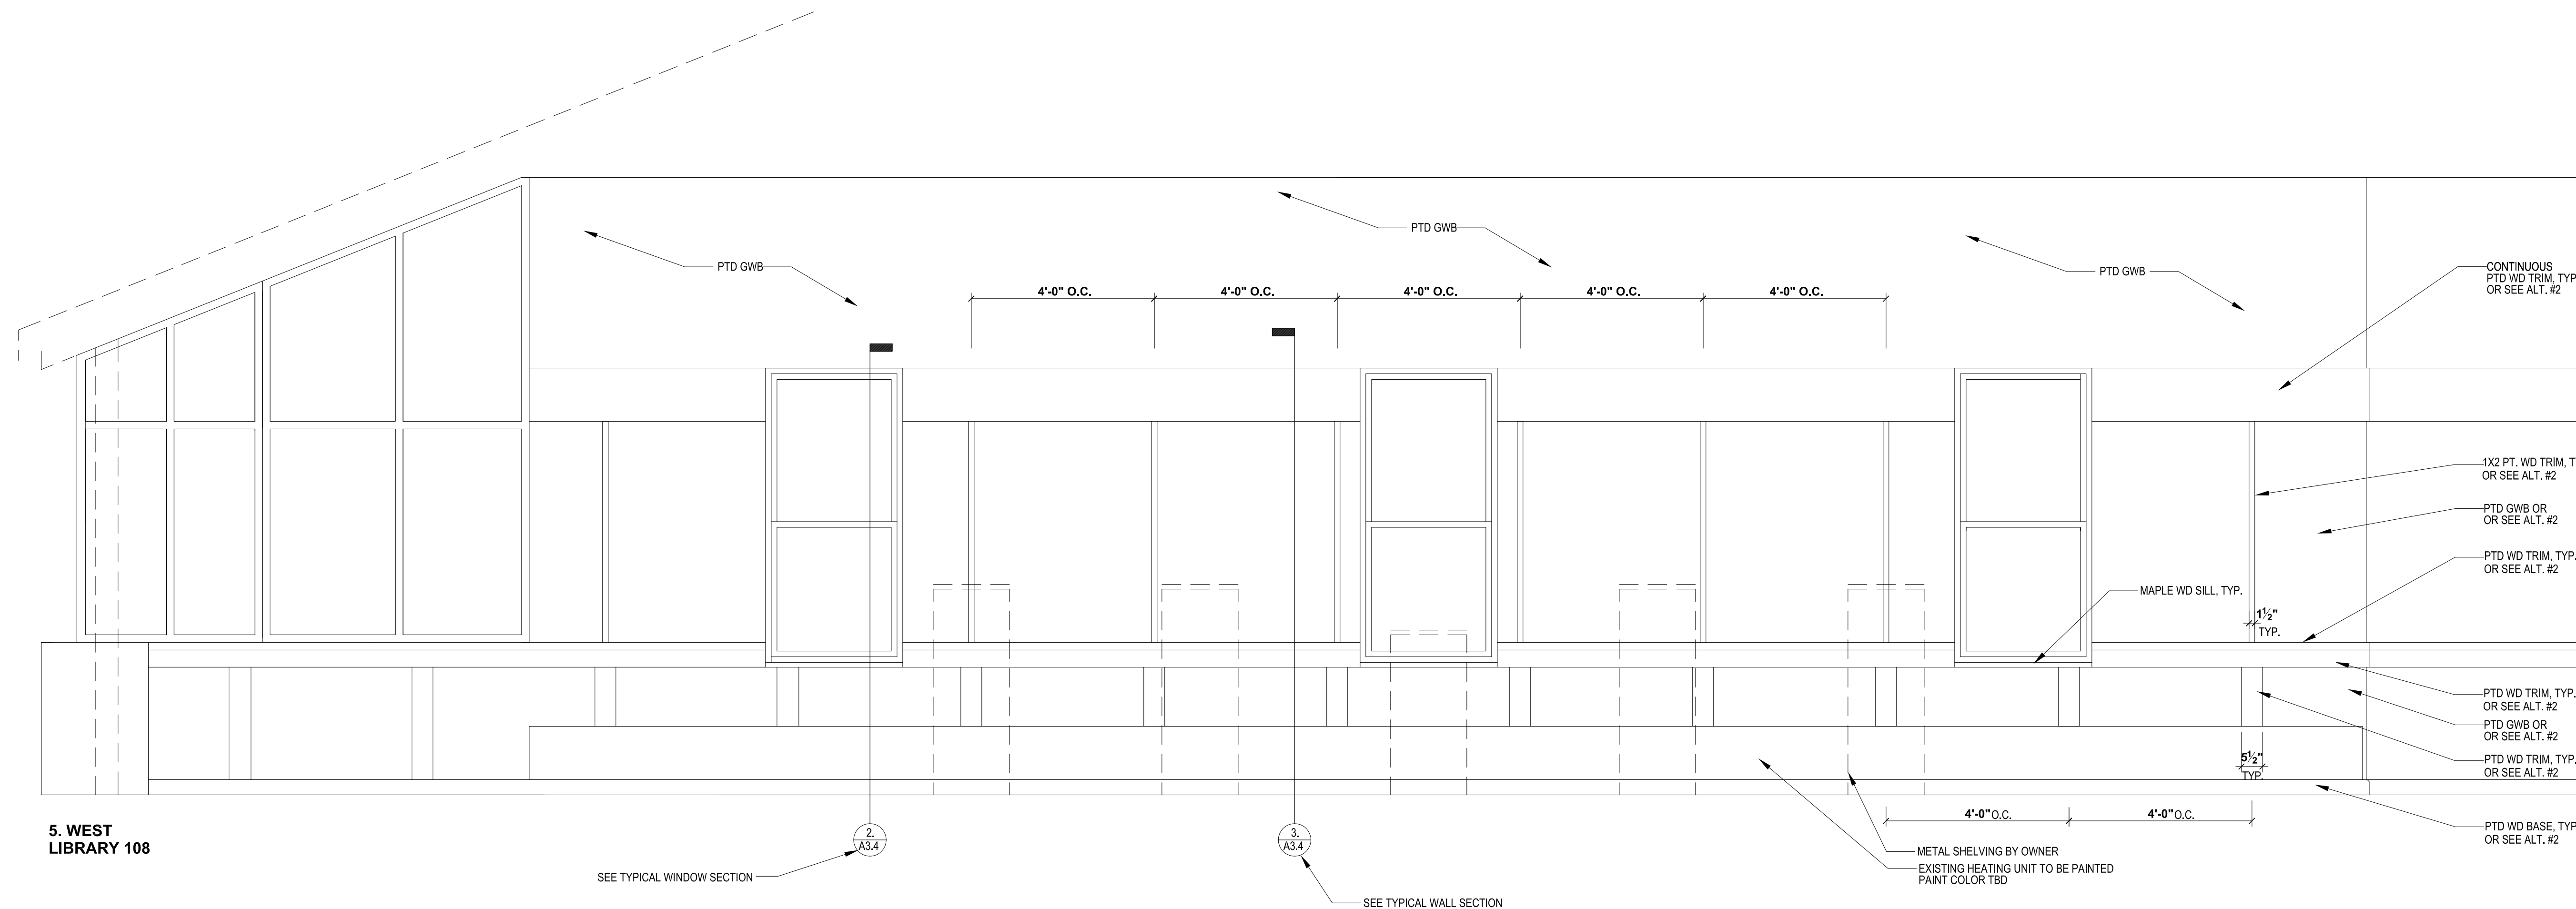 PTD GWB
PTD GWB
PTD GWB
CONTINUOUS
PTD WD TRIM, TYP
OR SEE ALT. #2
4'-0" O.C.
4'-0" O.C.
4'-0" O.C.
4'-0" O.C.
4'-0" O.C.
1X2 PT. WD TRIM, T
OR SEE ALT. #2
PTD GWB OR
OR SEE ALT. #2
PTD WD TRIM, TYP.
OR SEE ALT. #2
MAPLE WD SILL, TYP.
1½"
TYP.
PTD WD TRIM, TYP.
OR SEE ALT. #2
PTD GWB OR
OR SEE ALT. #2
5½"
TYP.
PTD WD TRIM, TYP.
OR SEE ALT. #2
4'-0"O.C.
4'-0"O.C.
PTD WD BASE, TYP
OR SEE ALT. #2
5. WEST
LIBRARY 108
2.
A3.4
3.
A3.4
SEE TYPICAL WINDOW SECTION
SEE TYPICAL WALL SECTION
METAL SHELVING BY OWNER
EXISTING HEATING UNIT TO BE PAINTED
PAINT COLOR TBD